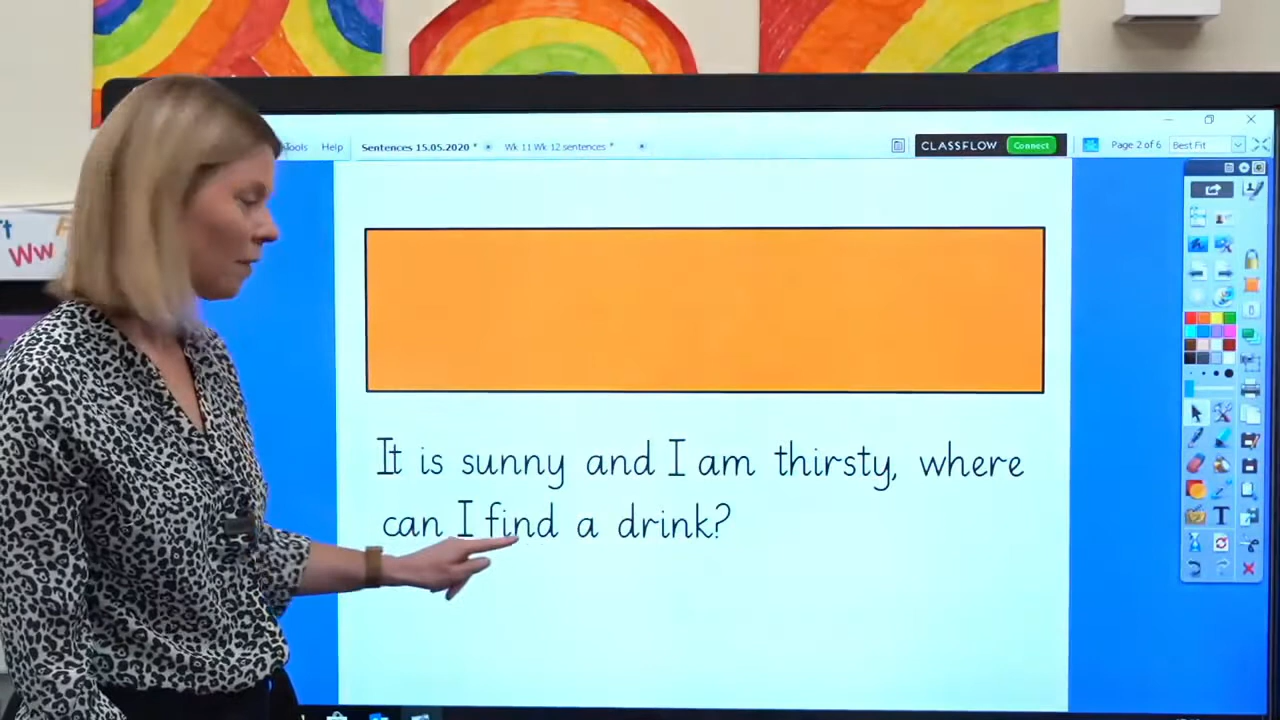 Tools Help Sentences 15.05.2020 * Wk 11 Wk 12 sentences * CLASSFLOW Connect Page 2 of 6 Best Fit
Ww
It is sunny and I am thirsty, where
can I find a drink?